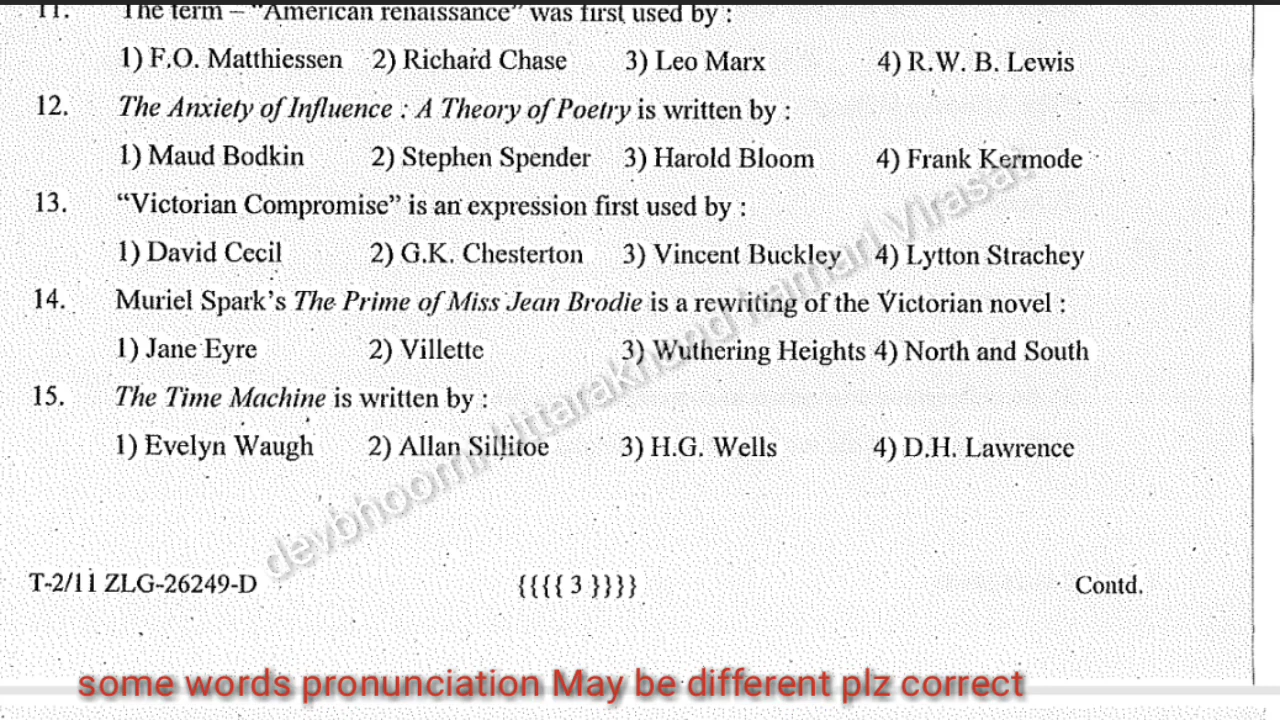 11. The term – "American renaissance" was first used by :
1) F.O. Matthiessen 2) Richard Chase 3) Leo Marx 4) R.W. B. Lewis
12. The Anxiety of Influence : A Theory of Poetry is written by :
1) Maud Bodkin 2) Stephen Spender 3) Harold Bloom 4) Frank Kermode
13. “Victorian Compromise” is an expression first used by :
1) David Cecil 2) G.K. Chesterton 3) Vincent Buckley 4) Lytton Strachey
14. Muriel Spark’s The Prime of Miss Jean Brodie is a rewriting of the Victorian novel :
1) Jane Eyre 2) Villette 3) Wuthering Heights 4) North and South
15. The Time Machine is written by :
1) Evelyn Waugh 2) Allan Sillitoe 3) H.G. Wells 4) D.H. Lawrence
devbhoomi Uttarakhand hamari Virasat
T-2/11 ZLG-26249-D {{{{ 3 }}}} Contd.
some words pronunciation May be different plz correct